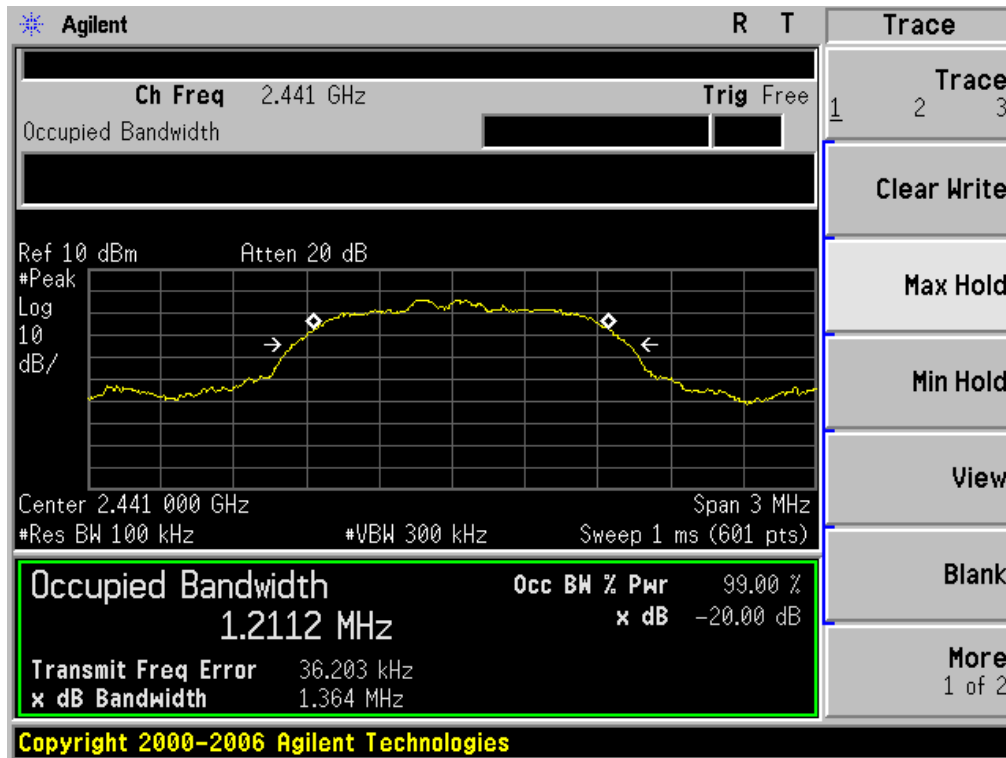 Agilent R T Trace
Ch Freq 2.441 GHz Trig Free
Occupied Bandwidth
Trace
1 2 3
Clear Write
Max Hold
Min Hold
View
Blank
More
1 of 2
Ref 10 dBm Atten 20 dB
#Peak
Log
10
dB/
Center 2.441 000 GHz Span 3 MHz
#Res BW 100 kHz #VBW 300 kHz Sweep 1 ms (601 pts)
Occupied Bandwidth Occ BW % Pwr 99.00 %
1.2112 MHz x dB -20.00 dB
Transmit Freq Error 36.203 kHz
x dB Bandwidth 1.364 MHz
Copyright 2000-2006 Agilent Technologies